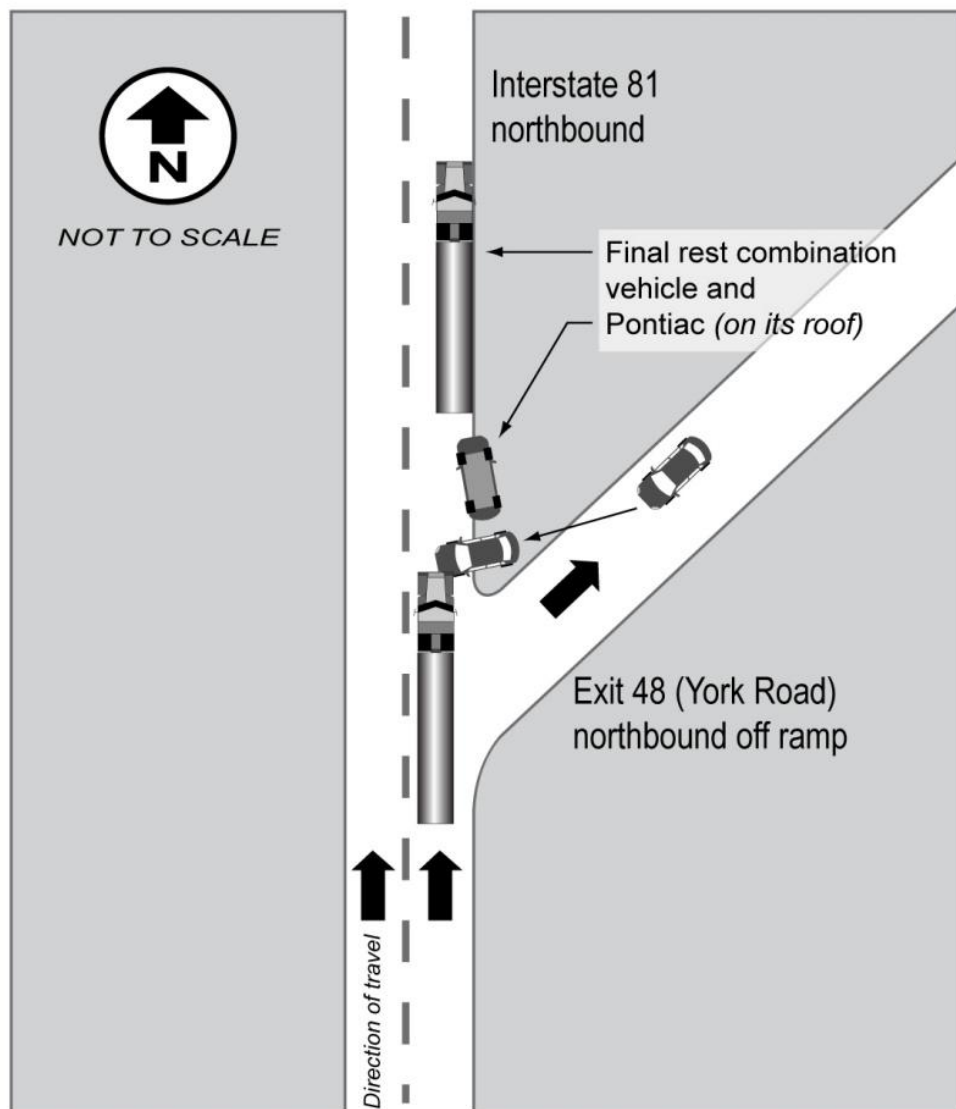 N
NOT TO SCALE
Interstate 81
northbound
Final rest combination
vehicle and
Pontiac (on its roof)
Exit 48 (York Road)
northbound off ramp
Direction of travel